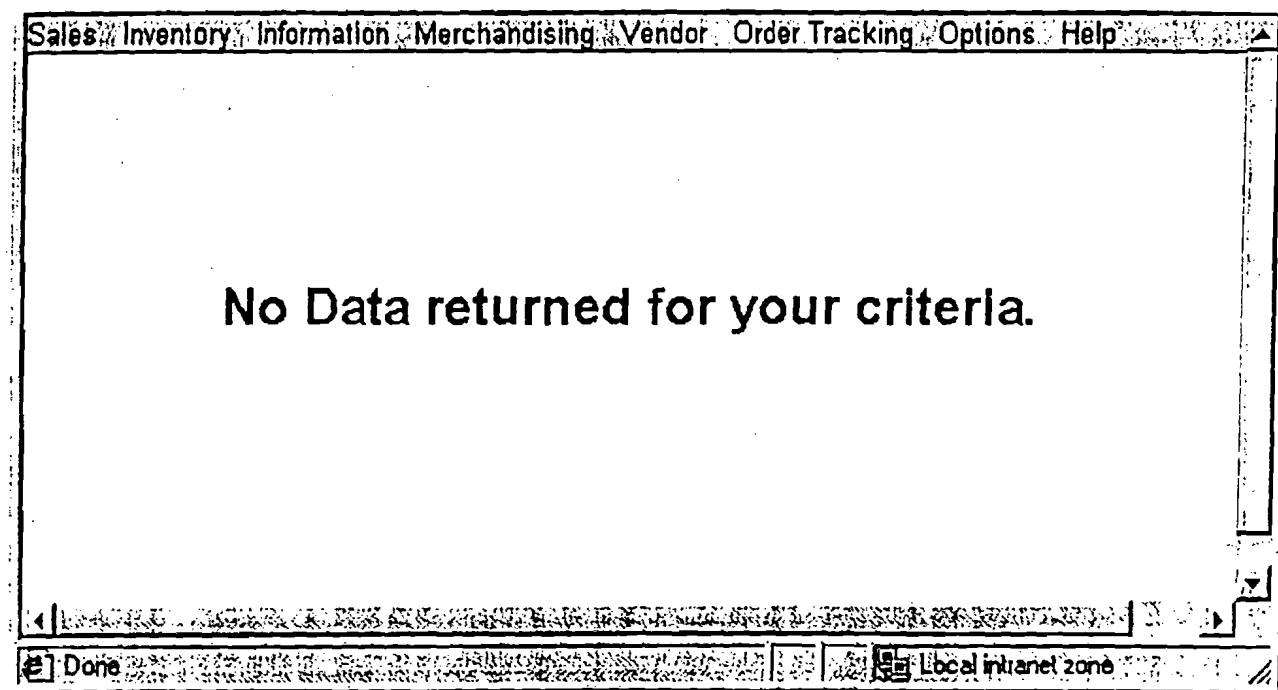 Sales Inventory Information Merchandising Vendor Order Tracking Options Help
No Data returned for your criteria.
Done Local intranet zone